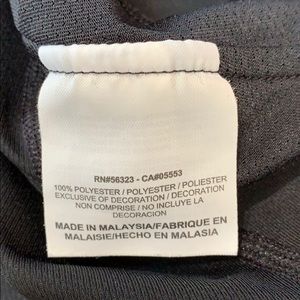 RN#56323 - CA#05553
100% POLYESTER / POLYESTER / POLIESTER
EXCLUSIVE OF DECORATION / DECORATION
NON COMPRISE / NO INCLUYE LA
DECORACION
MADE IN MALAYSIA/FABRIQUE EN
MALAISIE/HECHO EN MALASIA